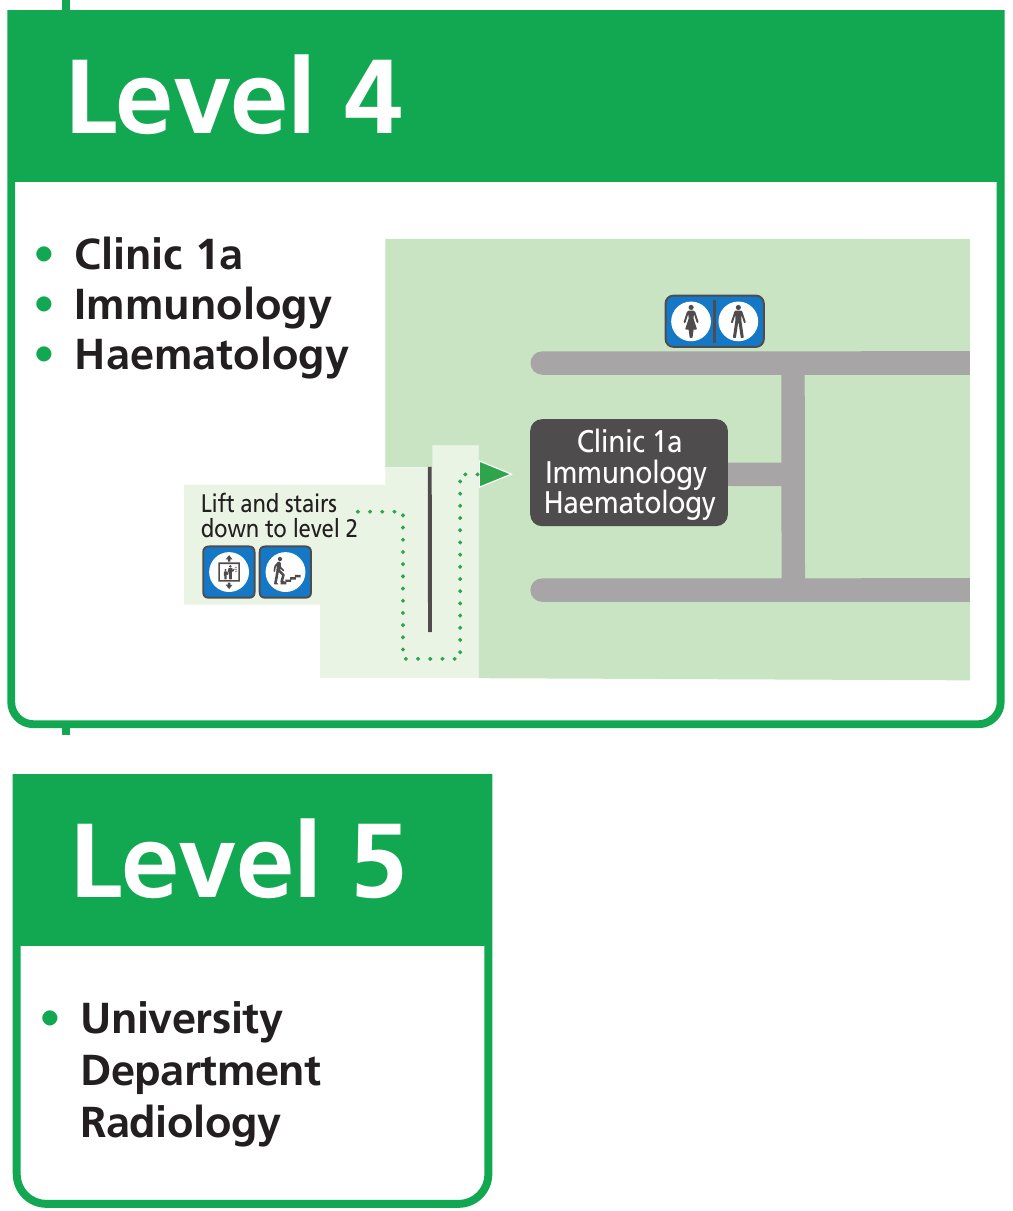 Level 4
• Clinic 1a
• Immunology
• Haematology
Clinic 1a
Immunology
Haematology
Lift and stairs
down to level 2
Level 5
• University
Department
Radiology